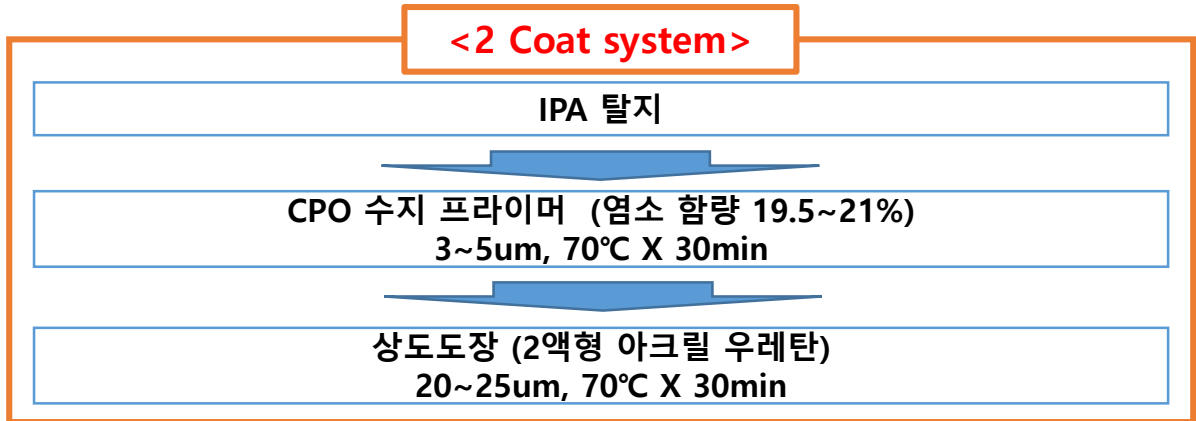 <2 Coat system>
IPA 탈지
CPO 수지 프라이머  (염소 함량 19.5~21%)
3~5um, 70℃ X 30min
상도도장 (2액형 아크릴 우레탄)
20~25um, 70℃ X 30min